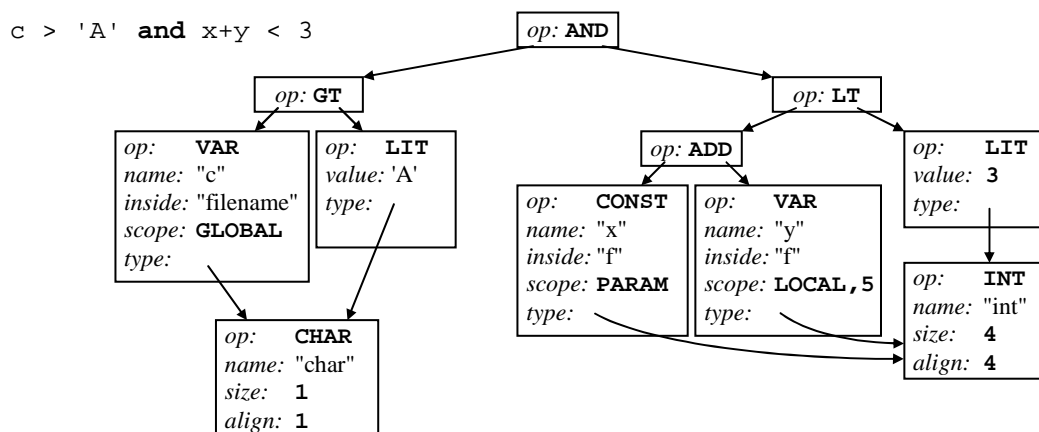 c > 'A' and x+y < 3
op: AND
op: GT
op: LT
op: VAR
name: "c"
inside: "filename"
scope: GLOBAL
type:
op: LIT
value: 'A'
type:
op: ADD
op: LIT
value: 3
type:
op: CONST
name: "x"
inside: "f"
scope: PARAM
type:
op: VAR
name: "y"
inside: "f"
scope: LOCAL,5
type:
op: INT
name: "int"
size: 4
align: 4
op: CHAR
name: "char"
size: 1
align: 1